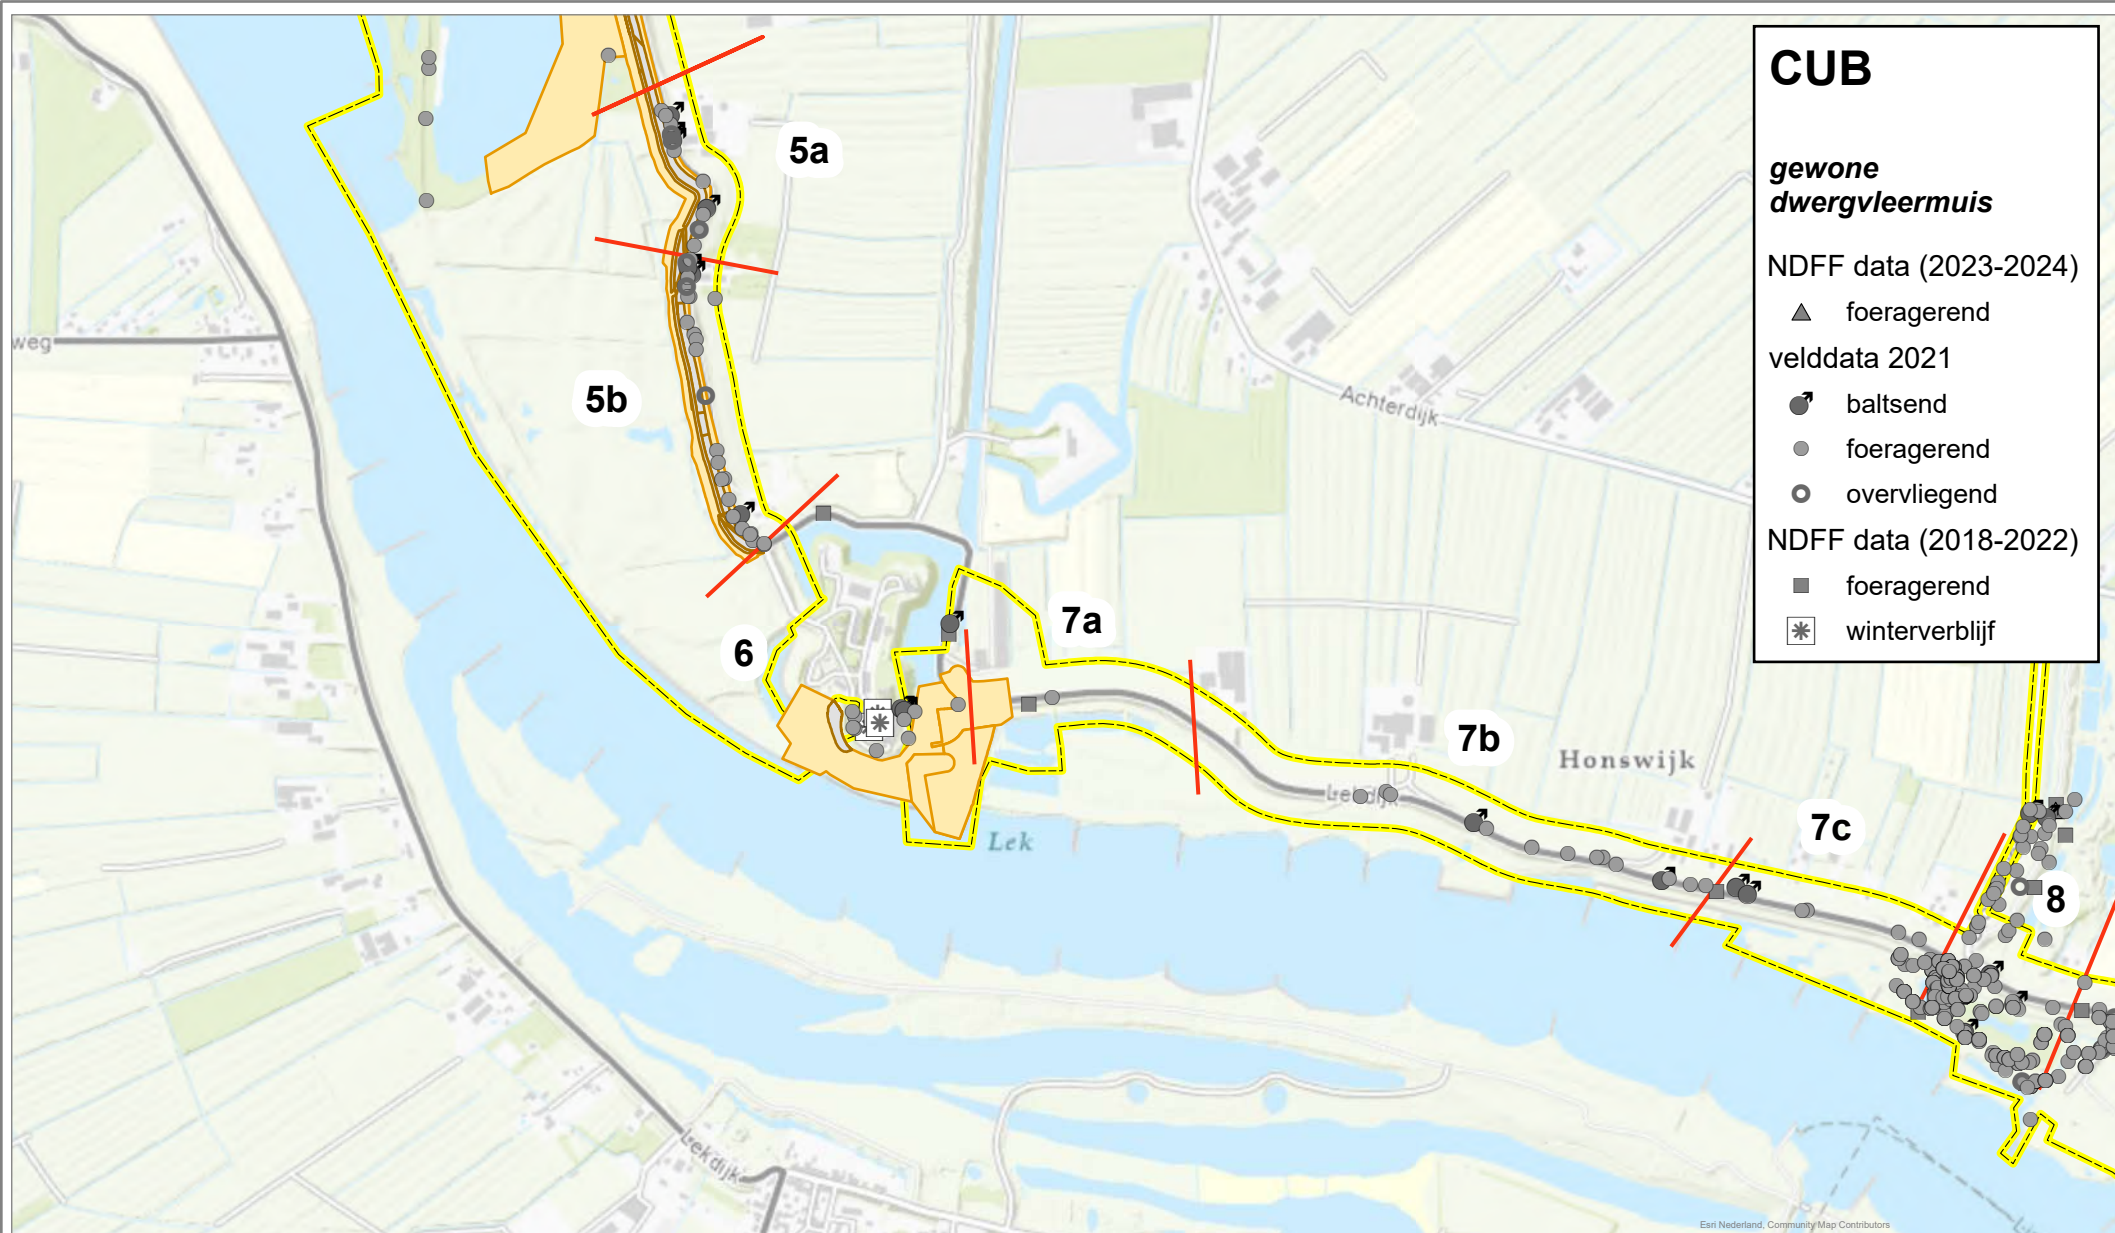 CUB
gewone
dwergvleermuis
NDFF data (2023-2024)
foeragerend
velddata 2021
baltsend
foeragerend
overvliegend
NDFF data (2018-2022)
foeragerend
winterverblijf
5a
5b
6
7a
7b
7c
8
weg
Achterdijk
Honswijk
Lekdijk
Lek
Lekdijk
Esri Nederland, Community Map Contributors